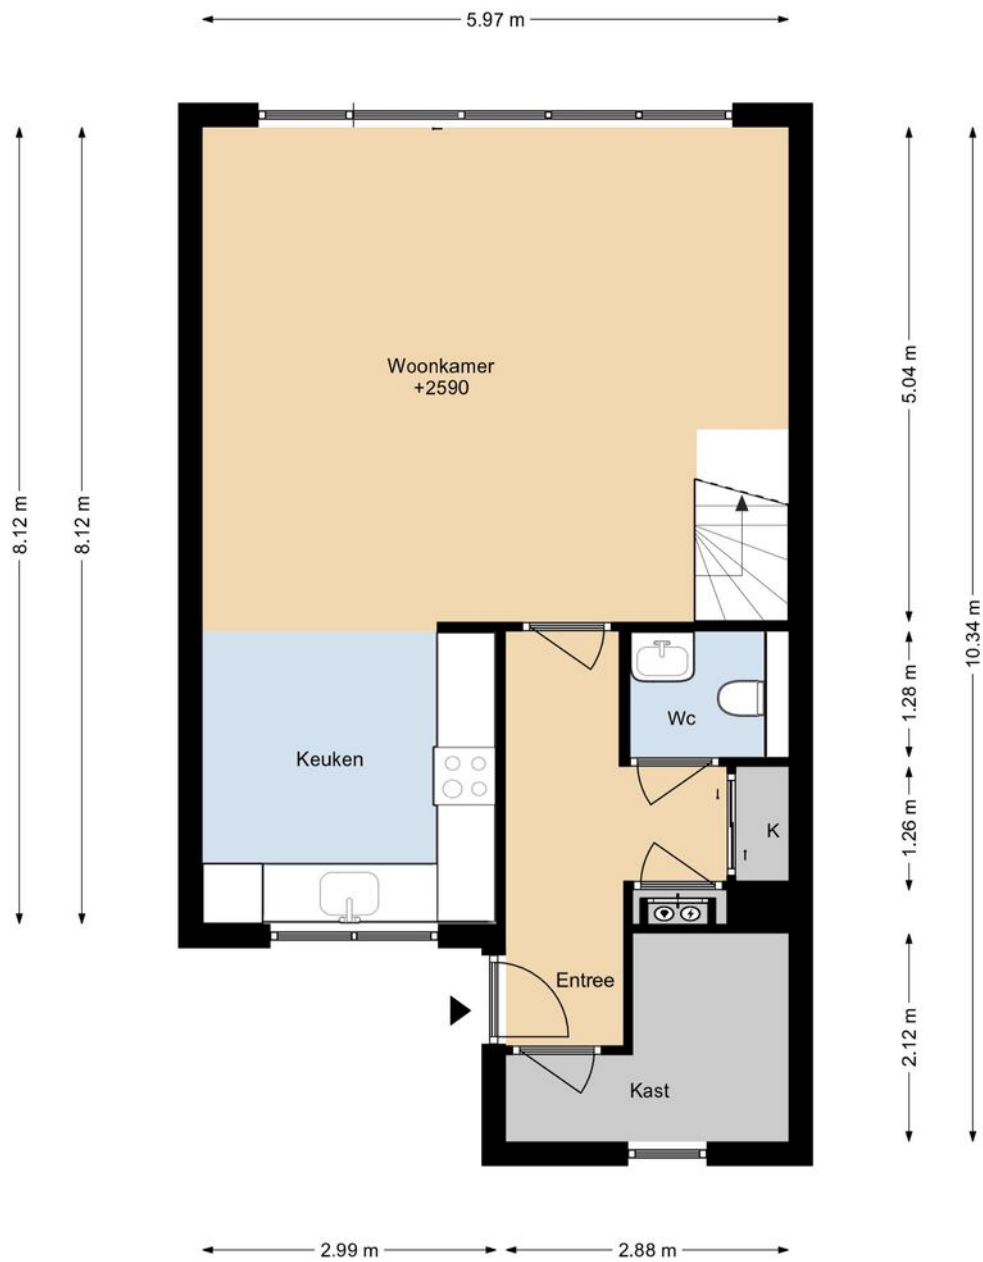 5.97 m
Woonkamer
+2590
5.04 m
8.12 m
8.12 m
10.34 m
1.28 m
Wc
Keuken
1.26 m
K
Entree
2.12 m
Kast
2.99 m
2.88 m